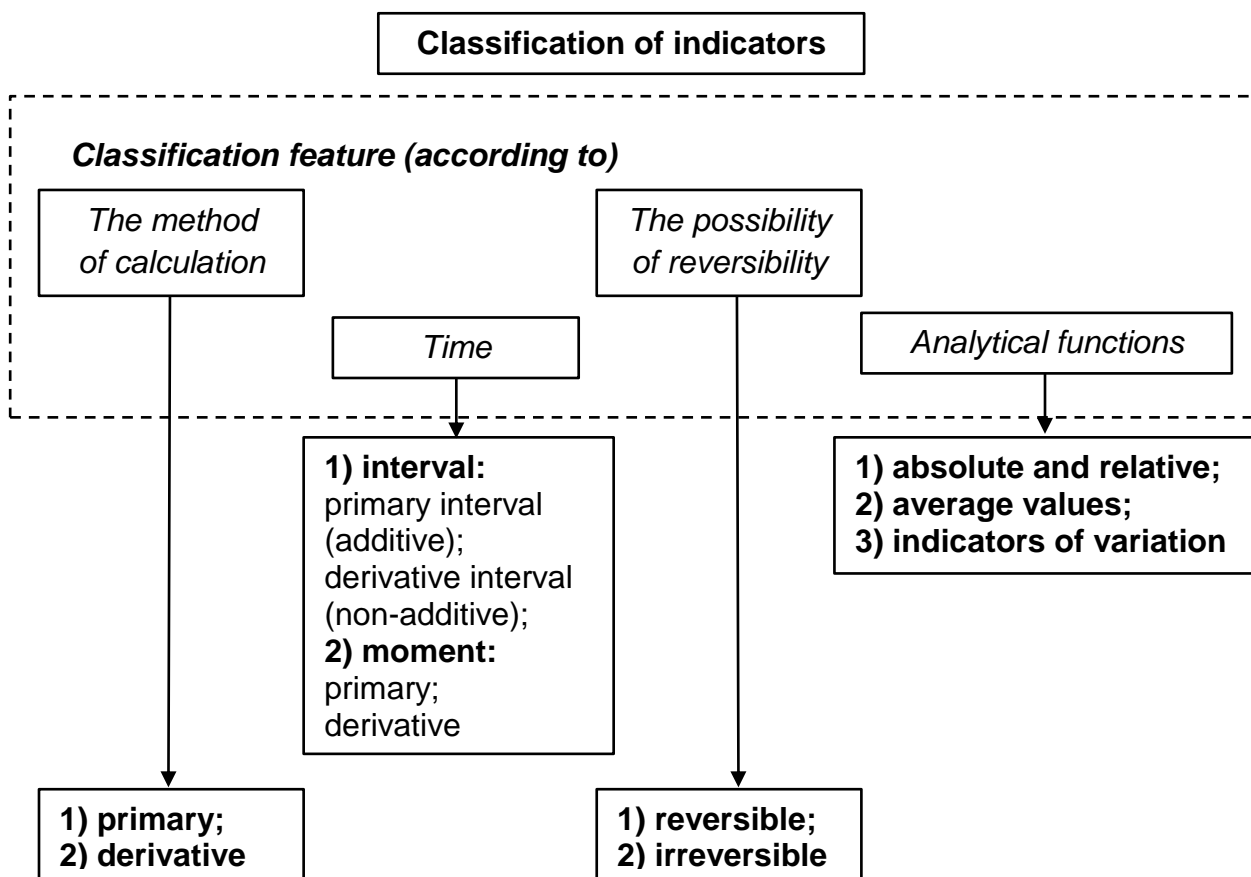 Classification of indicators
Classification feature (according to)
The method
of calculation
The possibility
of reversibility
Time
Analytical functions
1) interval:
primary interval
(additive);
derivative interval
(non-additive);
2) moment:
primary;
derivative
1) absolute and relative;
2) average values;
3) indicators of variation
1) primary;
2) derivative
1) reversible;
2) irreversible